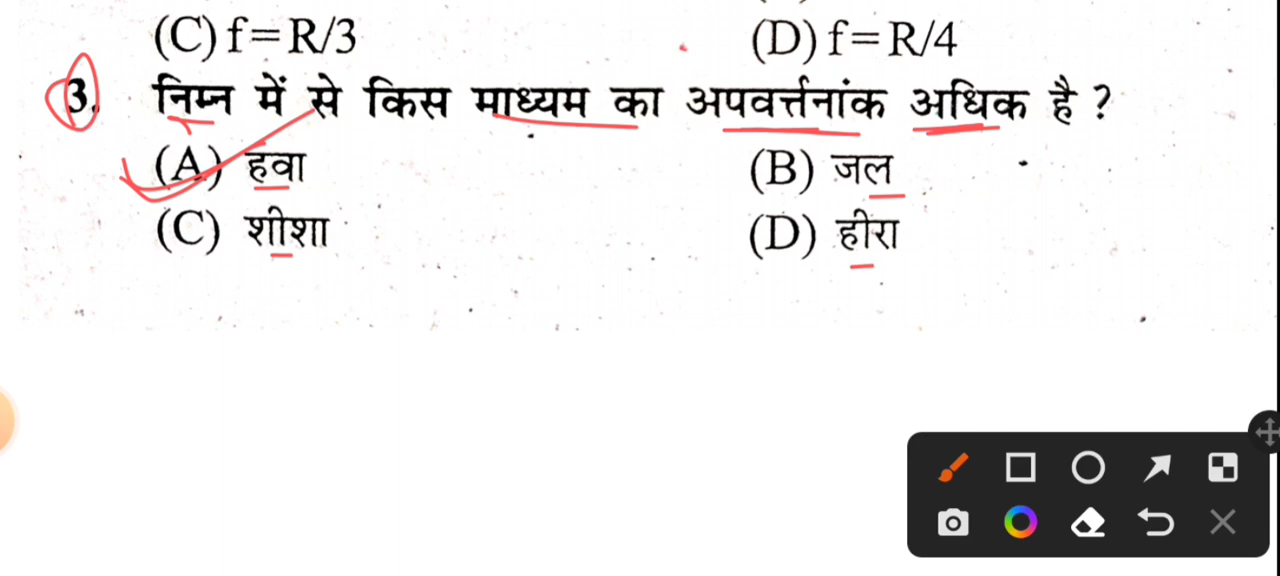 (C) f=R/3 (D) f=R/4
3. निम्न में से किस माध्यम का अपवर्त्तनांक अधिक है ?
(A) हवा (B) जल
(C) शीशा (D) हीरा